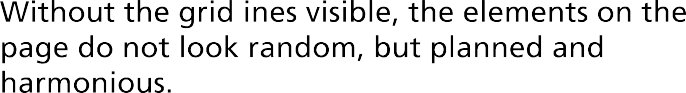 Without the grid ines visible, the elements on the
page do not look random, but planned and
harmonious.